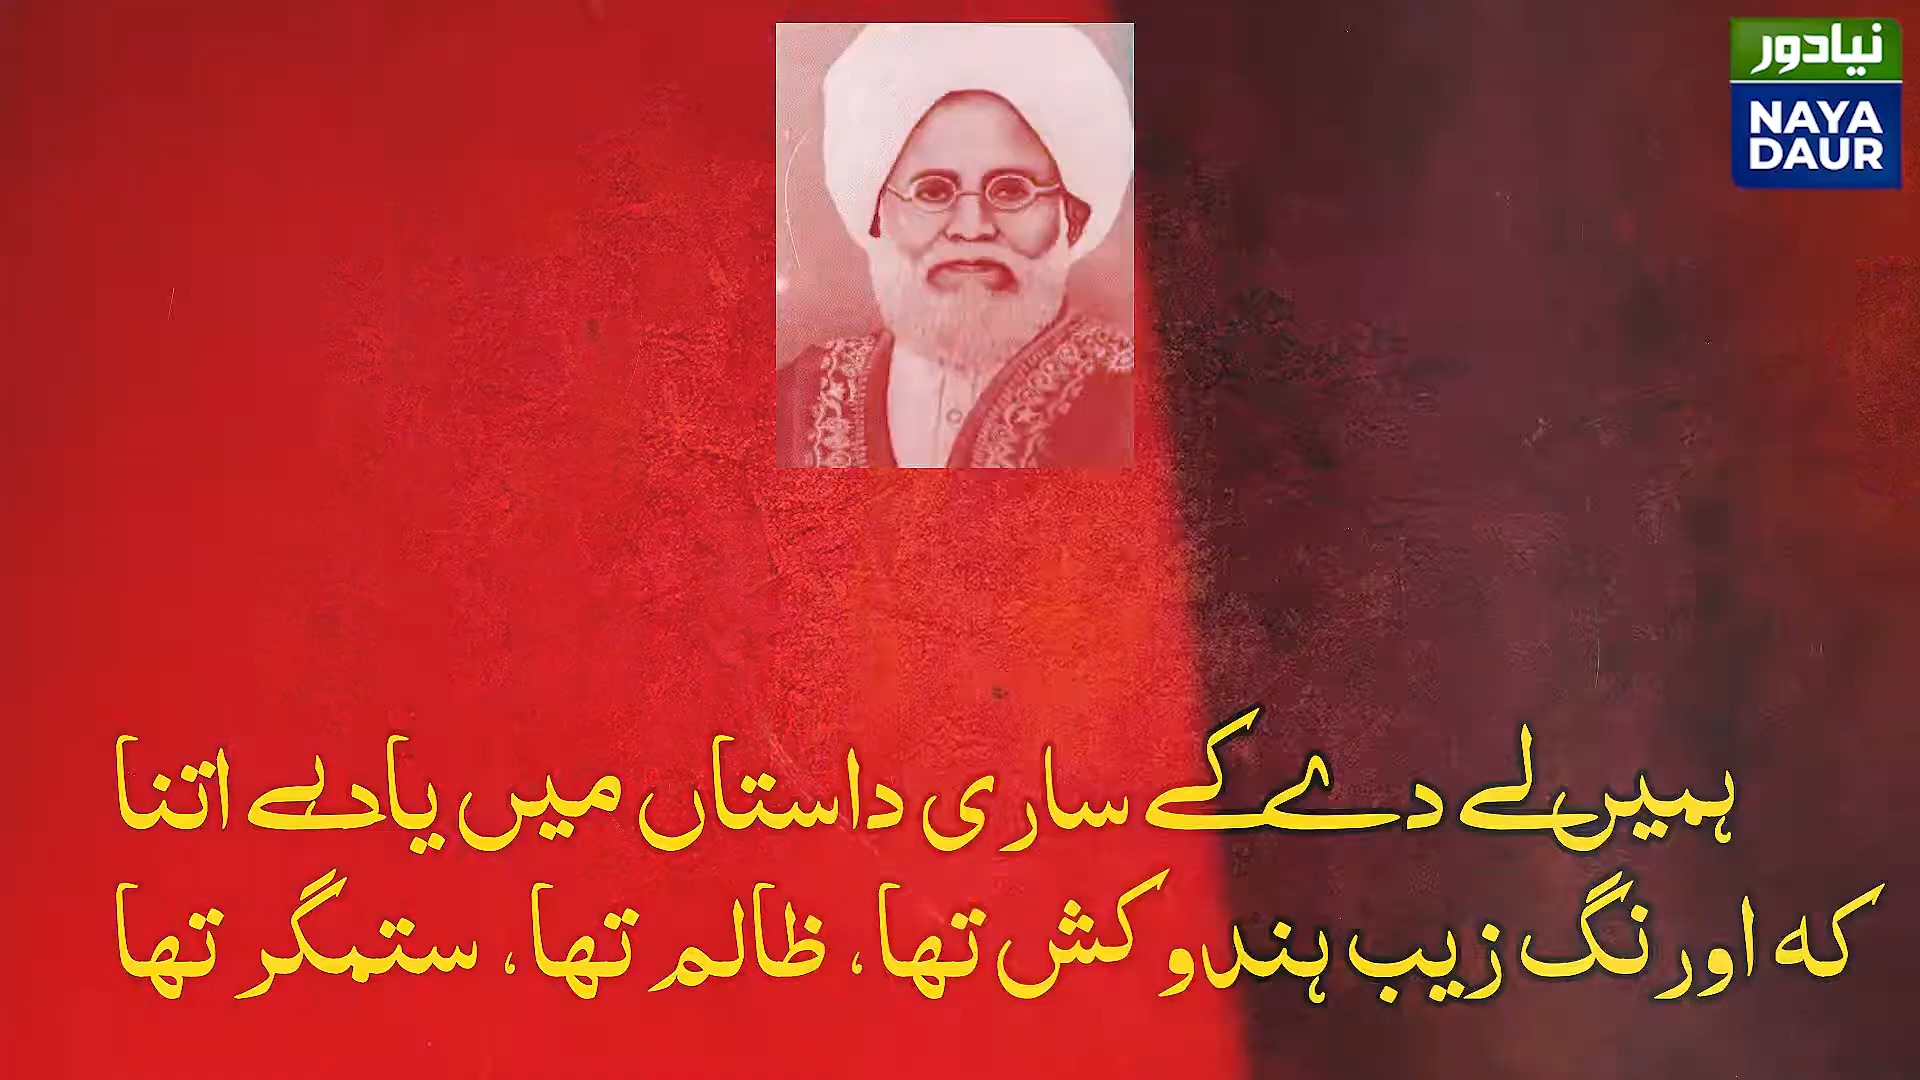 نیادور
NAYA
DAUR
ہمیں لے دے کے ساری داستاں میں یاد ہے اتنا
کہ اورنگ زیب ہندو کش تھا، ظالم تھا، ستمگر تھا